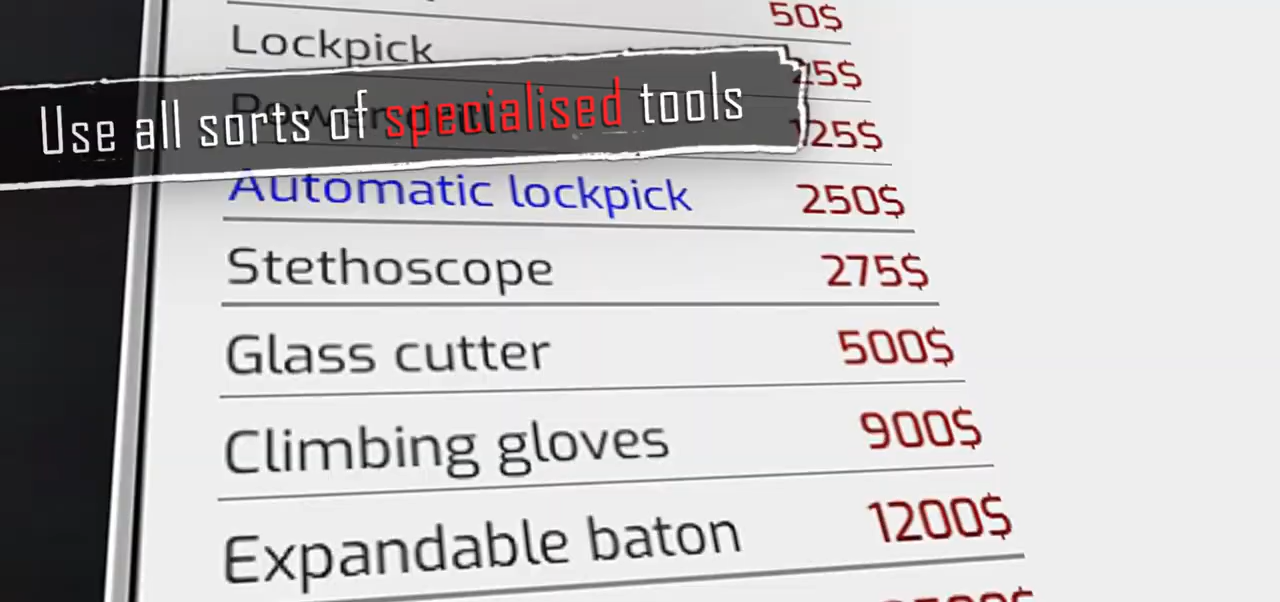 50$
Lockpick
25$
Use all sorts of specialised tools
125$
Automatic lockpick 250$
Stethoscope 275$
Glass cutter 500$
Climbing gloves 900$
Expandable baton 1200$